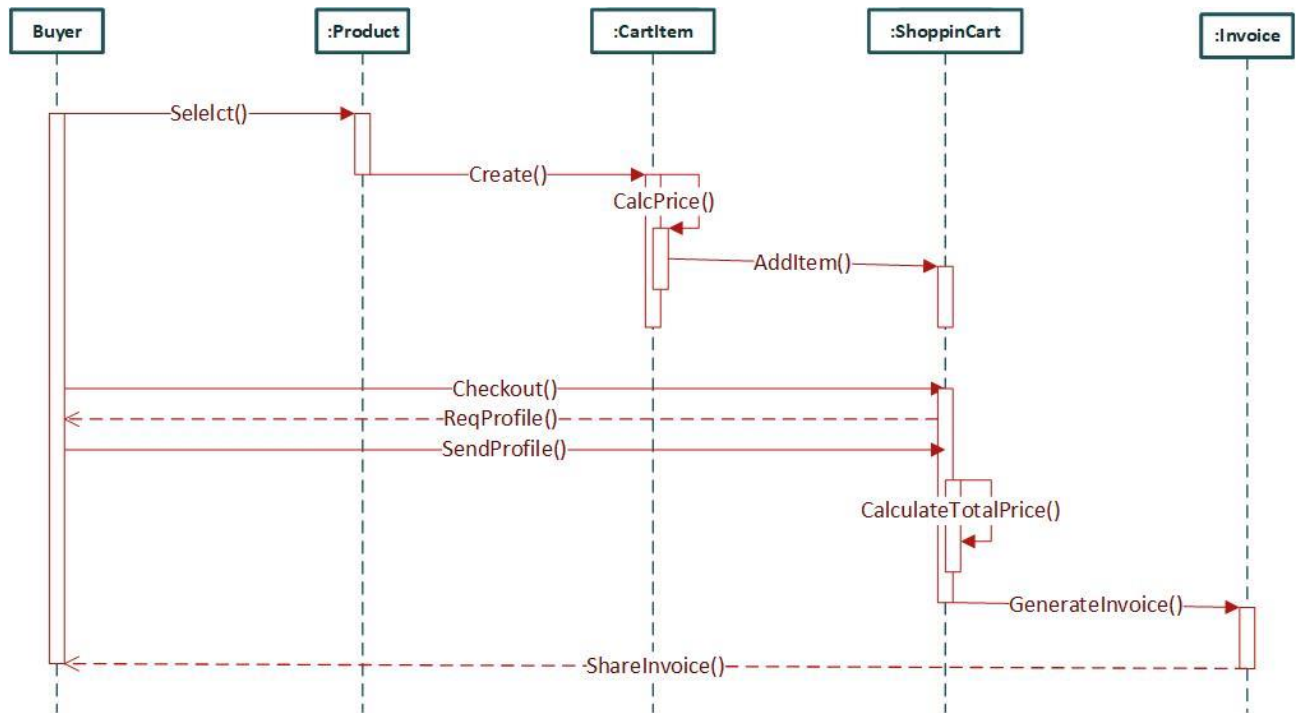 Buyer
:Product
:CartItem
:ShoppinCart
:Invoice
Selelct()
Create()
CalcPrice()
AddItem()
Checkout()
ReqProfile()
SendProfile()
CalculateTotalPrice()
GenerateInvoice()
ShareInvoice()